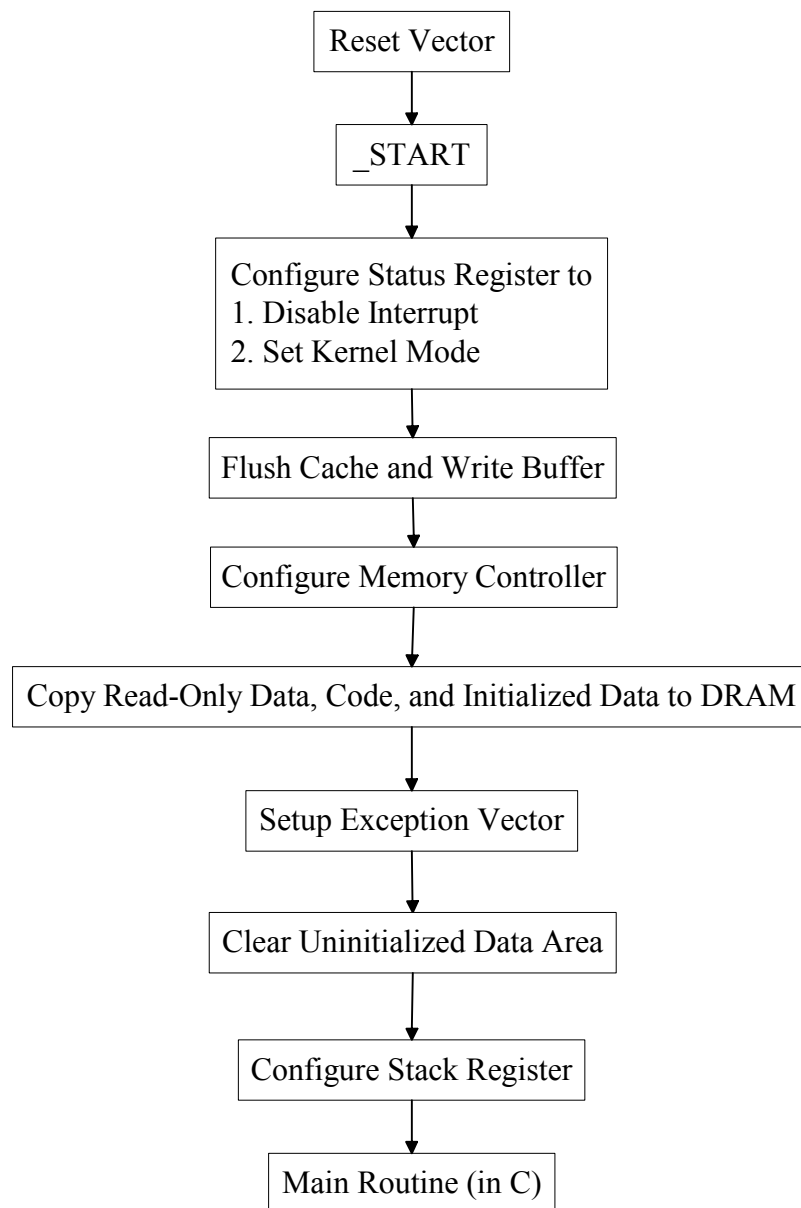 Reset Vector
_START
Configure Status Register to
1. Disable Interrupt
2. Set Kernel Mode
Flush Cache and Write Buffer
Configure Memory Controller
Copy Read-Only Data, Code, and Initialized Data to DRAM
Setup Exception Vector
Clear Uninitialized Data Area
Configure Stack Register
Main Routine (in C)